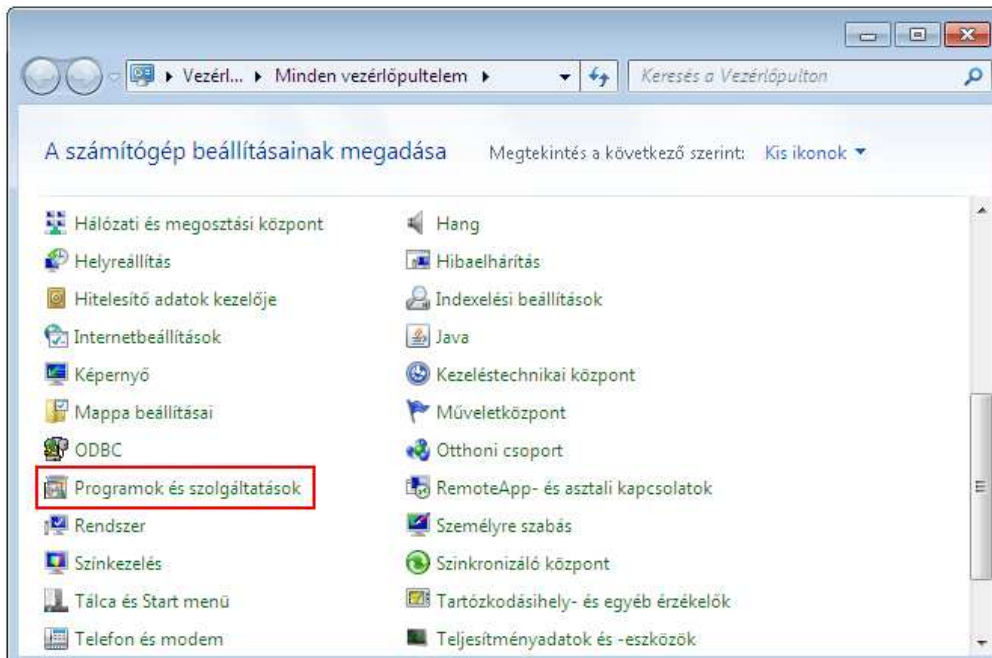 Vezérl... Minden vezérlőpultelem Keresés a Vezérlőpulton
A számítógép beállításainak megadása Megtekintés a következő szerint: Kis ikonok
Hálózati és megosztási központ Hang
Helyreállítás Hibaelhárítás
Hitelesítő adatok kezelője Indexelési beállítások
Internetbeállítások Java
Képernyő Kezeléstechnikai központ
Mappa beállításai Műveletközpont
ODBC Otthoni csoport
Programok és szolgáltatások RemoteApp- és asztali kapcsolatok
Rendszer Személyre szabás
Színkezelés Szinkronizáló központ
Tálca és Start menü Tartózkodásihely- és egyéb érzékelők
Telefon és modem Teljesítményadatok és -eszközök